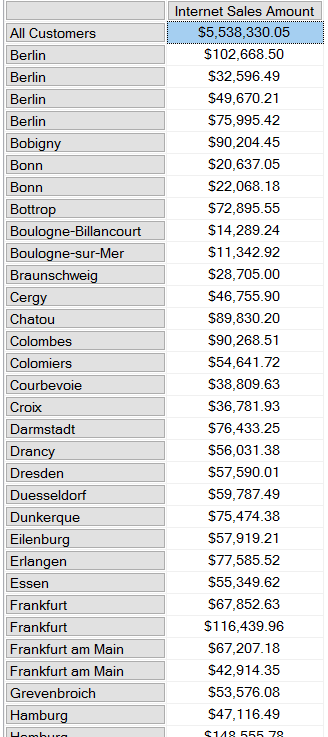 Internet Sales Amount
All Customers $5,538,330.05
Berlin $102,668.50
Berlin $32,596.49
Berlin $49,670.21
Berlin $75,995.42
Bobigny $90,204.45
Bonn $20,637.05
Bonn $22,068.18
Bottrop $72,895.55
Boulogne-Billancourt $14,289.24
Boulogne-sur-Mer $11,342.92
Braunschweig $28,705.00
Cergy $46,755.90
Chatou $89,830.20
Colombes $90,268.51
Colomiers $54,641.72
Courbevoie $38,809.63
Croix $36,781.93
Darmstadt $76,433.25
Drancy $56,031.38
Dresden $57,590.01
Duesseldorf $59,787.49
Dunkerque $75,474.38
Eilenburg $57,919.21
Erlangen $77,585.52
Essen $55,349.62
Frankfurt $67,852.63
Frankfurt $116,439.96
Frankfurt am Main $67,207.18
Frankfurt am Main $42,914.35
Grevenbroich $53,576.08
Hamburg $47,116.49
Hamburg $148,555.78